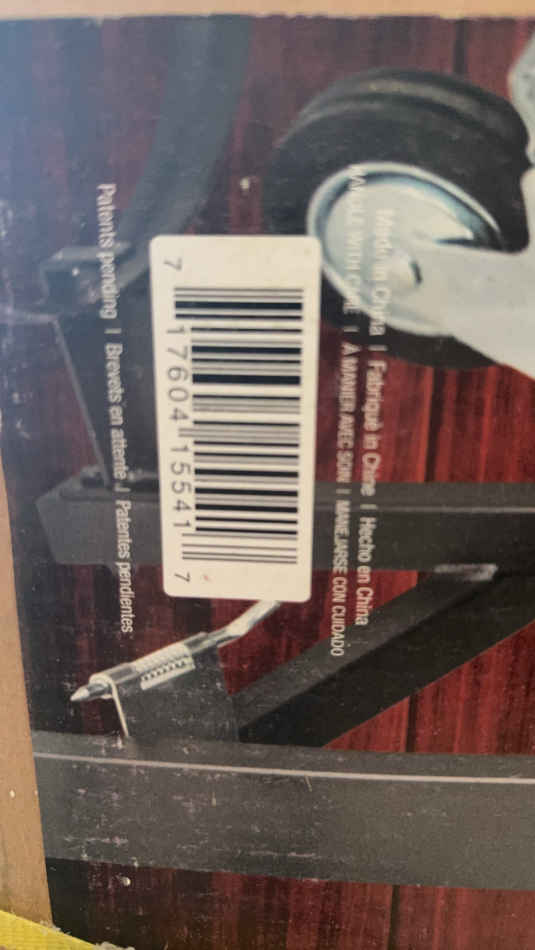 Made in China | Fabriqué in Chine | Hecho en China
HANDLE WITH CARE | À MANIER AVEC SOIN | MANEJARSE CON CUIDADO
7 17604 15541 7
Patents pending | Brevets en attente | Patentes pendientes